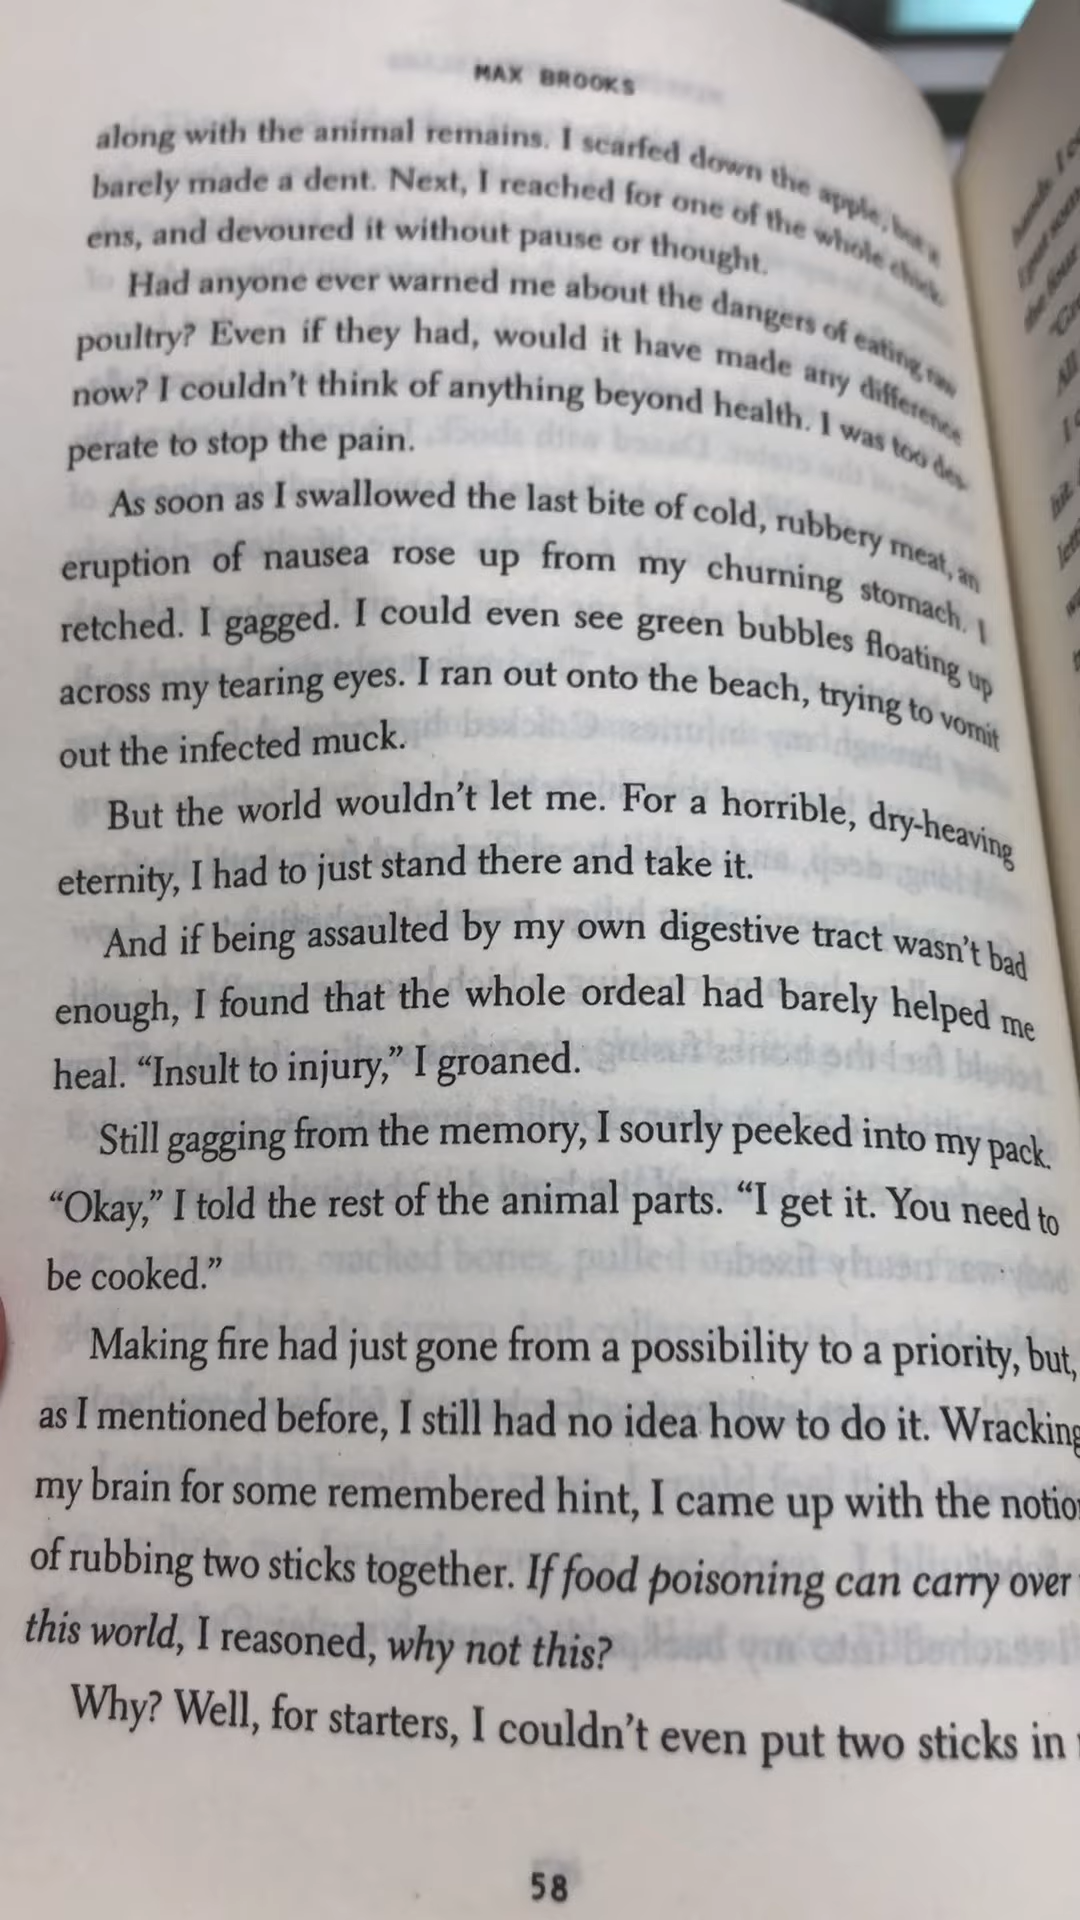 MAX BROOKS
along with the animal remains. I scarfed down the apple, but it
barely made a dent. Next, I reached for one of the whole chick-
ens, and devoured it without pause or thought.
Had anyone ever warned me about the dangers of eating raw
poultry? Even if they had, would it have made any difference
now? I couldn't think of anything beyond health. I was too des-
perate to stop the pain.
As soon as I swallowed the last bite of cold, rubbery meat, an
eruption of nausea rose up from my churning stomach. I
retched. I gagged. I could even see green bubbles floating up
across my tearing eyes. I ran out onto the beach, trying to vomit
out the infected muck.
But the world wouldn't let me. For a horrible, dry-heaving
eternity, I had to just stand there and take it.
And if being assaulted by my own digestive tract wasn't bad
enough, I found that the whole ordeal had barely helped me
heal. “Insult to injury,” I groaned.
Still gagging from the memory, I sourly peeked into my pack.
“Okay,” I told the rest of the animal parts. “I get it. You need to
be cooked.”
Making fire had just gone from a possibility to a priority, but,
as I mentioned before, I still had no idea how to do it. Wracking
my brain for some remembered hint, I came up with the notion
of rubbing two sticks together. If food poisoning can carry over
this world, I reasoned, why not this?
Why? Well, for starters, I couldn't even put two sticks in
58